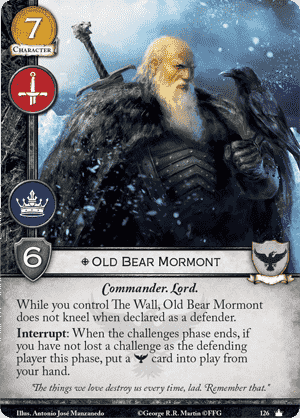 7
CHARACTER
6
OLD BEAR MORMONT
Commander. Lord.
While you control The Wall, Old Bear Mormont
does not kneel when declared as a defender.
Interrupt: When the challenges phase ends, if
you have not lost a challenge as the defending
player this phase, put a card into play from
your hand.
"The things we love destroy us every time, lad. Remember that."
Illus. Antonio José Manzanedo ©George R.R. Martin ©FFG 126